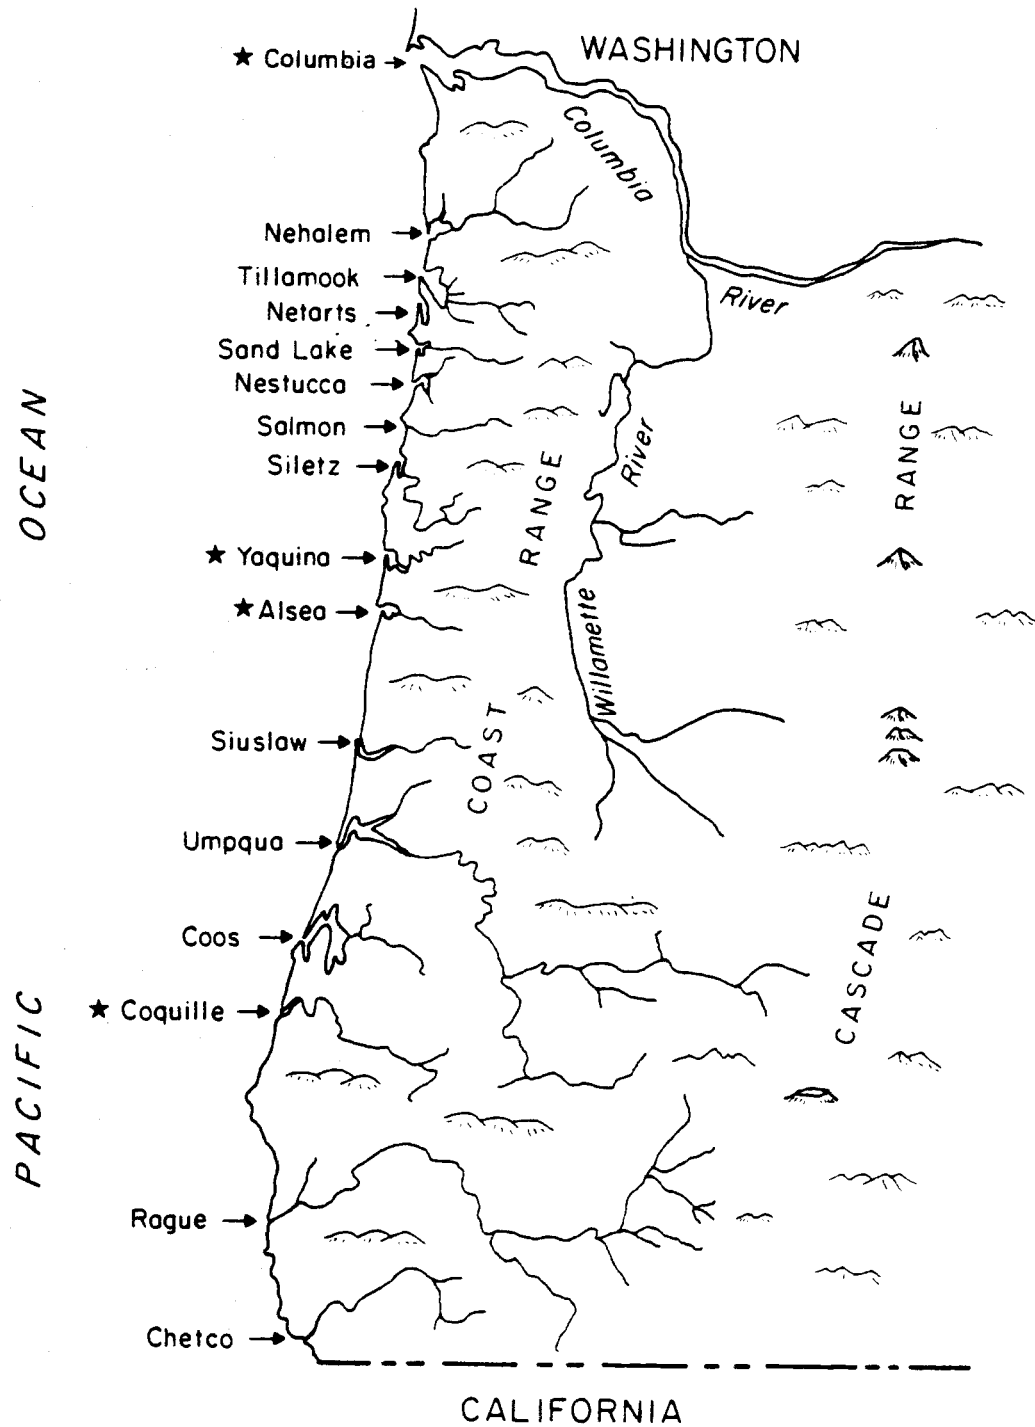 WASHINGTON
★ Columbia
Columbia
Nehalem
Tillamook
River
Netarts
Sand Lake
Nestucca
Salmon
Siletz
OCEAN
RANGE
River
RANGE
★ Yaquina
★ Alsea
Willamette
Siuslaw
COAST
Umpqua
Coos
CASCADE
★ Coquille
PACIFIC
Rogue
Chetco
CALIFORNIA